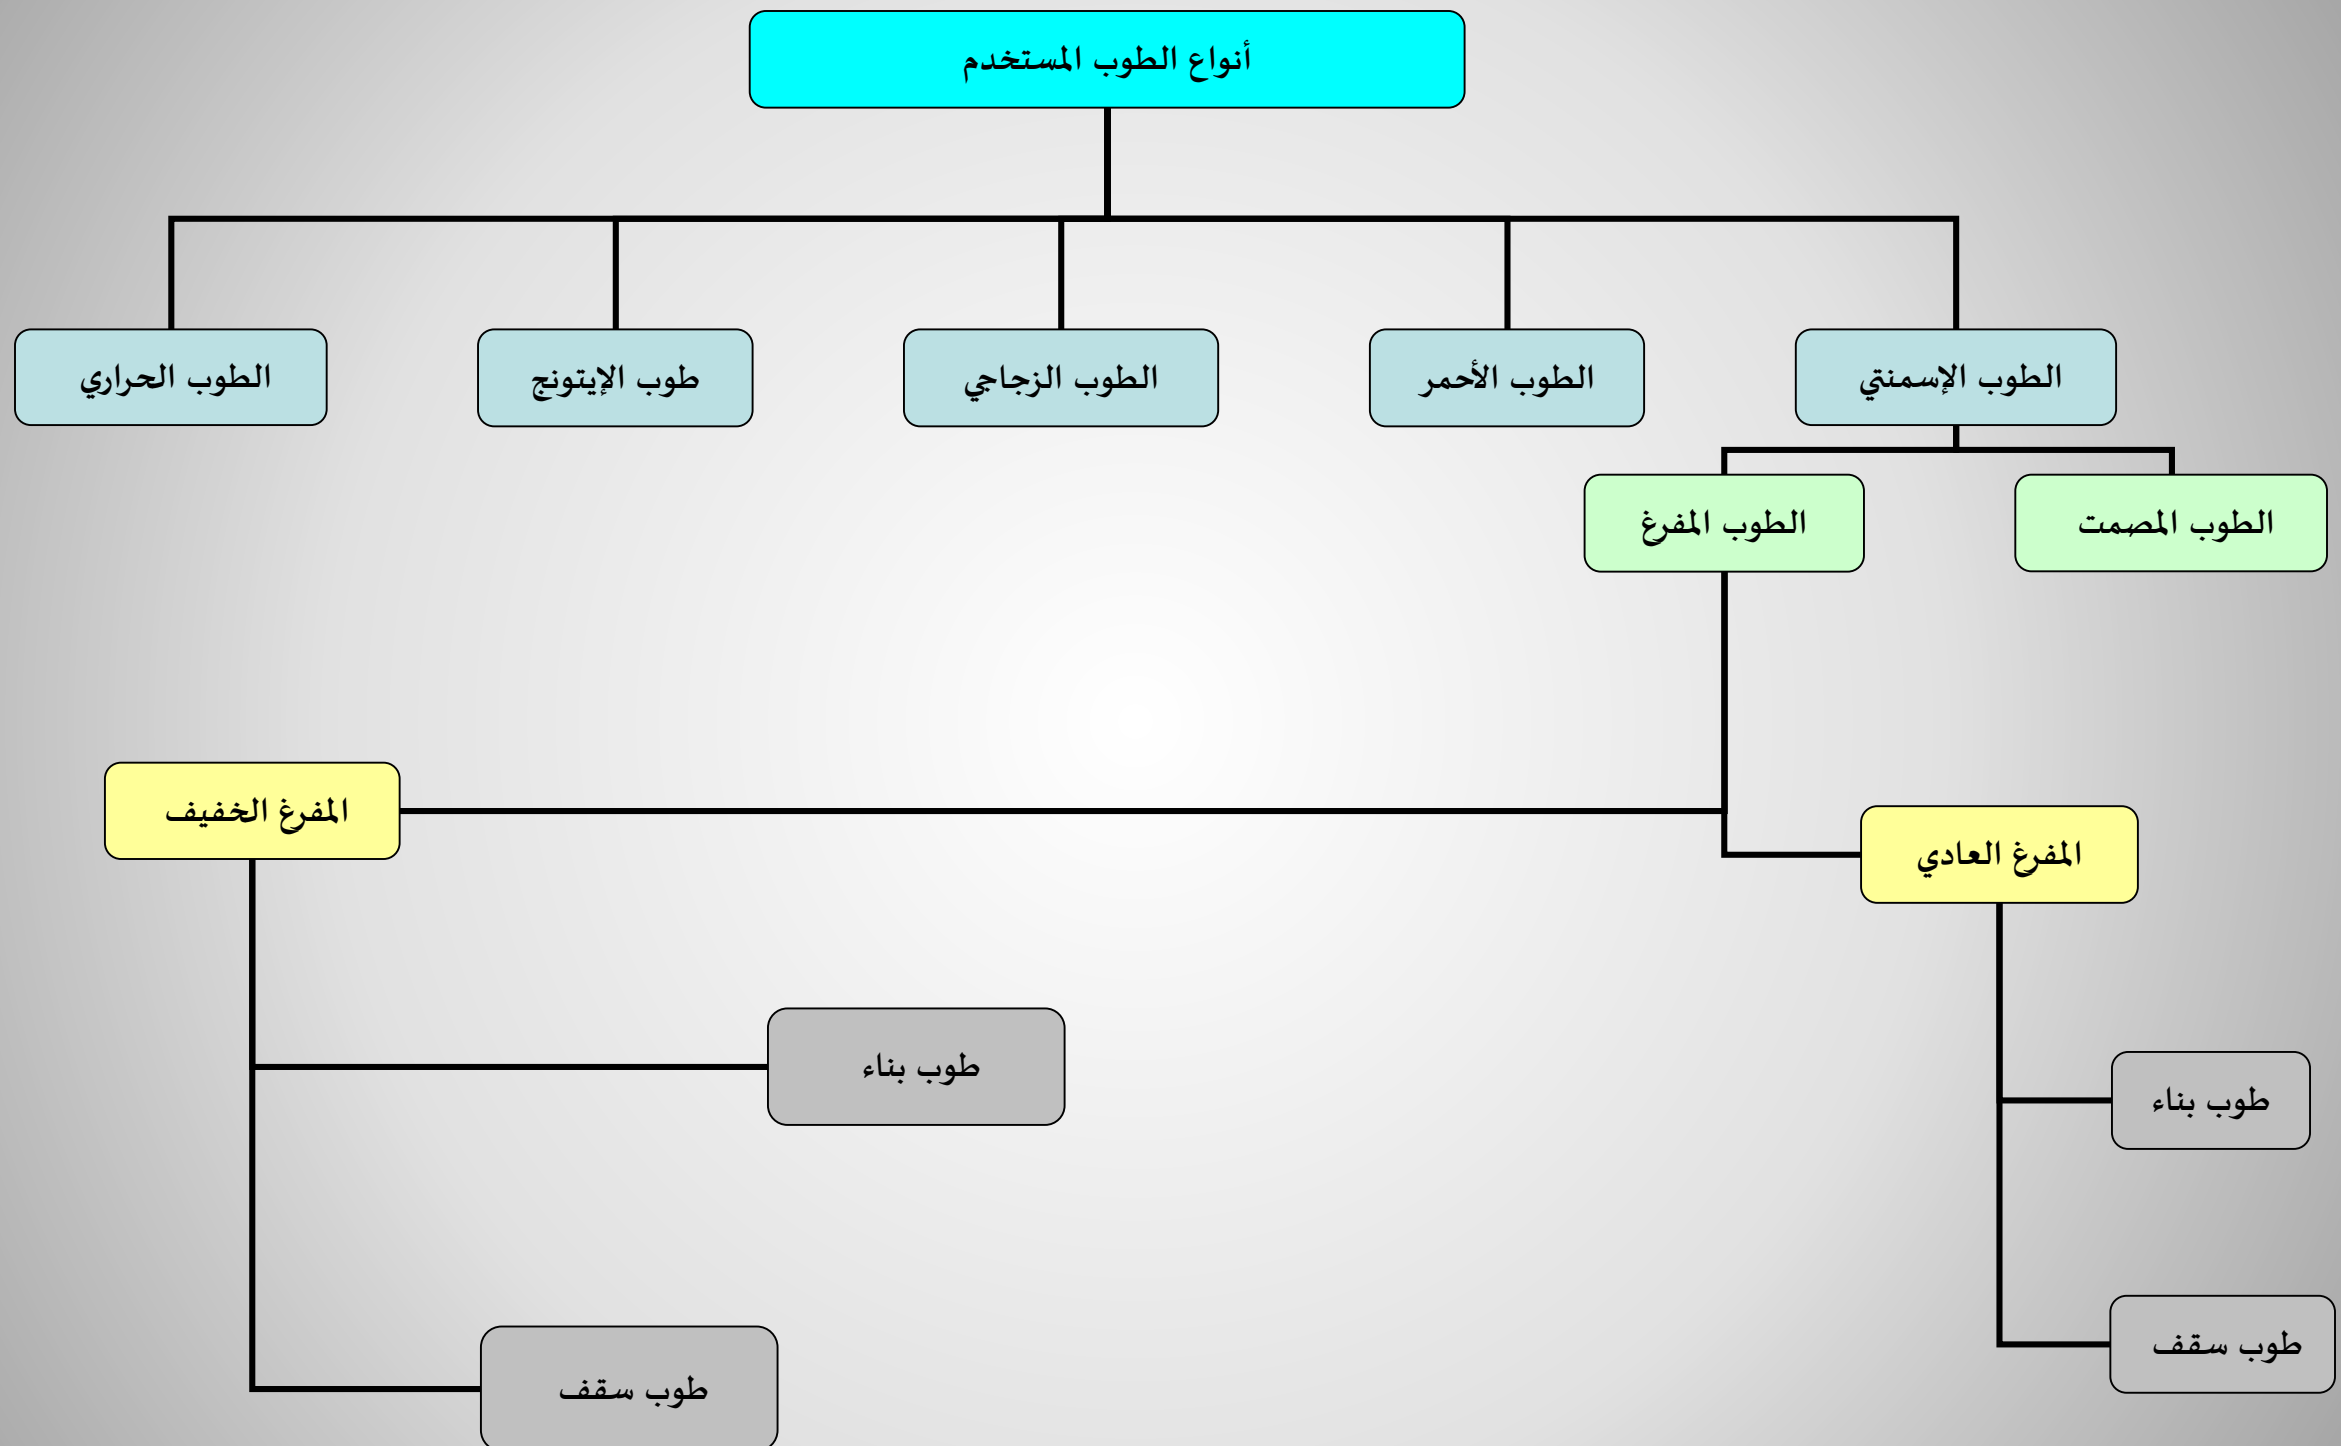 أنواع الطوب المستخدم
الطوب الإسمنتي
الطوب الأحمر
الطوب الزجاجي
طوب الإيتونج
الطوب الحراري
الطوب المصمت
الطوب المفرغ
المفرغ العادي
المفرغ الخفيف
طوب بناء
طوب بناء
طوب سقف
طوب سقف